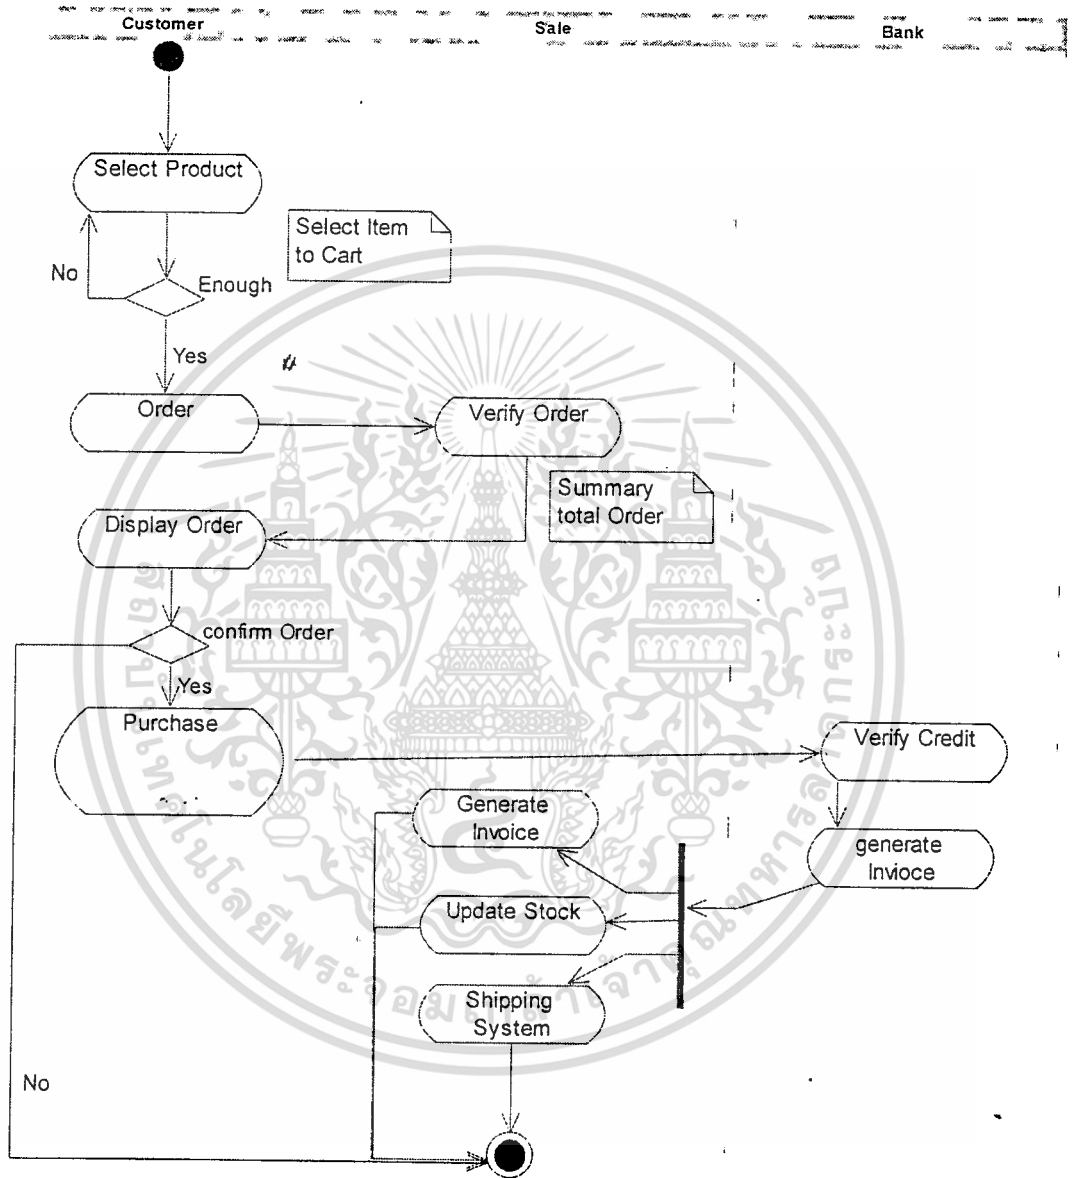 Customer
Sale
Bank
Select Product
Select Item
to Cart
No
Enough
Yes
Order
Verify Order
Summary
total Order
Display Order
confirm Order
Yes
Purchase
Verify Credit
Generate
Invoice
generate
Invioce
Update Stock
Shipping
System
No